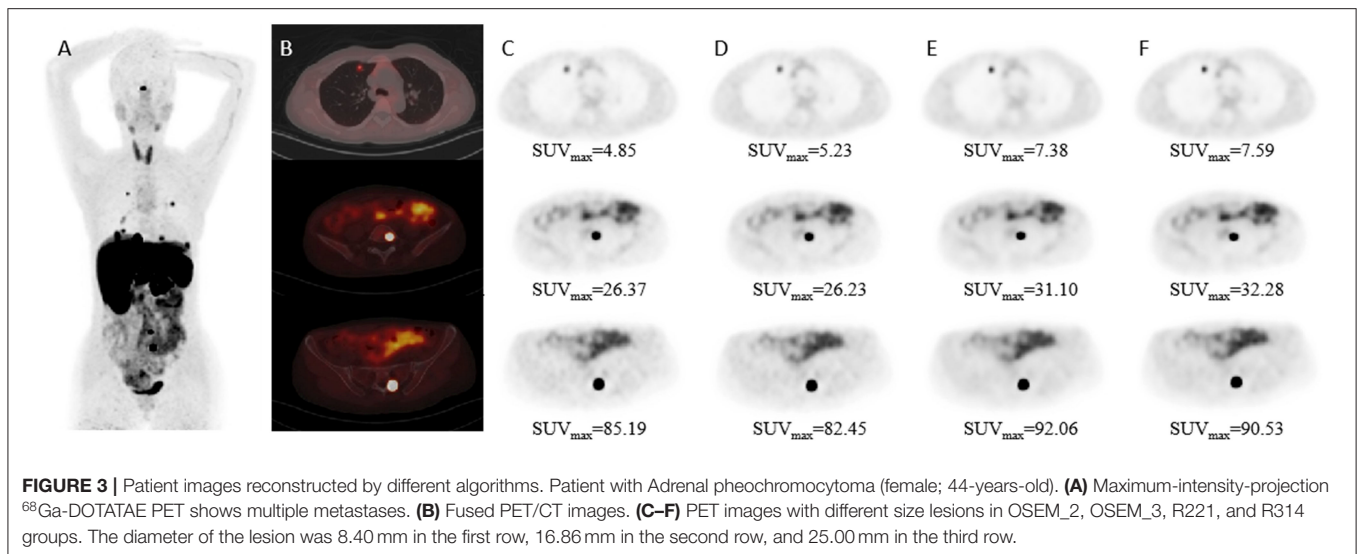 A
B
C
D
E
F
SUVmax=4.85
SUVmax=5.23
SUVmax=7.38
SUVmax=7.59
SUVmax=26.37
SUVmax=26.23
SUVmax=31.10
SUVmax=32.28
SUVmax=85.19
SUVmax=82.45
SUVmax=92.06
SUVmax=90.53
FIGURE 3 | Patient images reconstructed by different algorithms. Patient with Adrenal pheochromocytoma (female; 44-years-old). (A) Maximum-intensity-projection
68Ga-DOTATAE PET shows multiple metastases. (B) Fused PET/CT images. (C–F) PET images with different size lesions in OSEM_2, OSEM_3, R221, and R314
groups. The diameter of the lesion was 8.40 mm in the first row, 16.86 mm in the second row, and 25.00 mm in the third row.